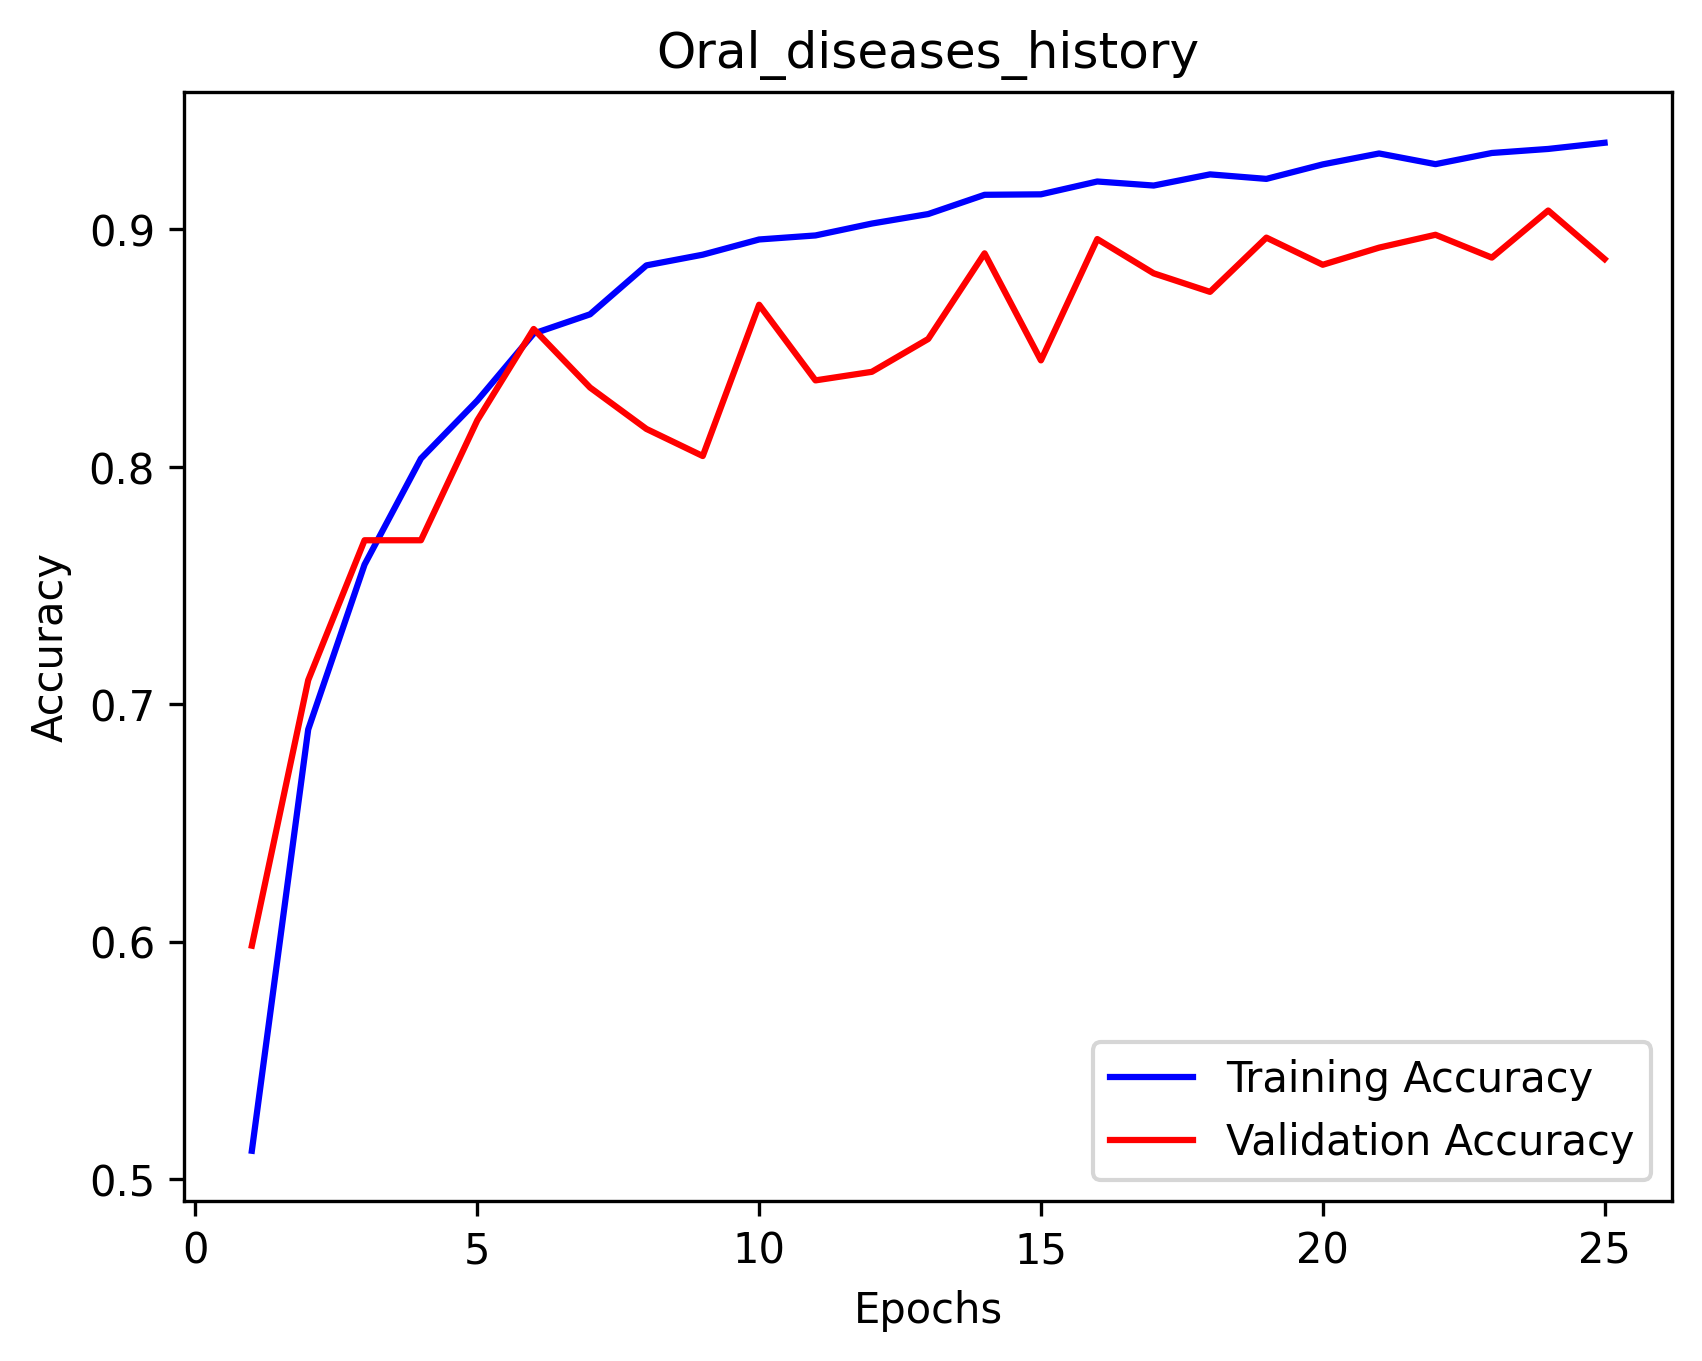 Oral_diseases_history
Accuracy
0.9
0.8
0.7
0.6
0.5
Training Accuracy
Validation Accuracy
0 5 10 15 20 25
Epochs